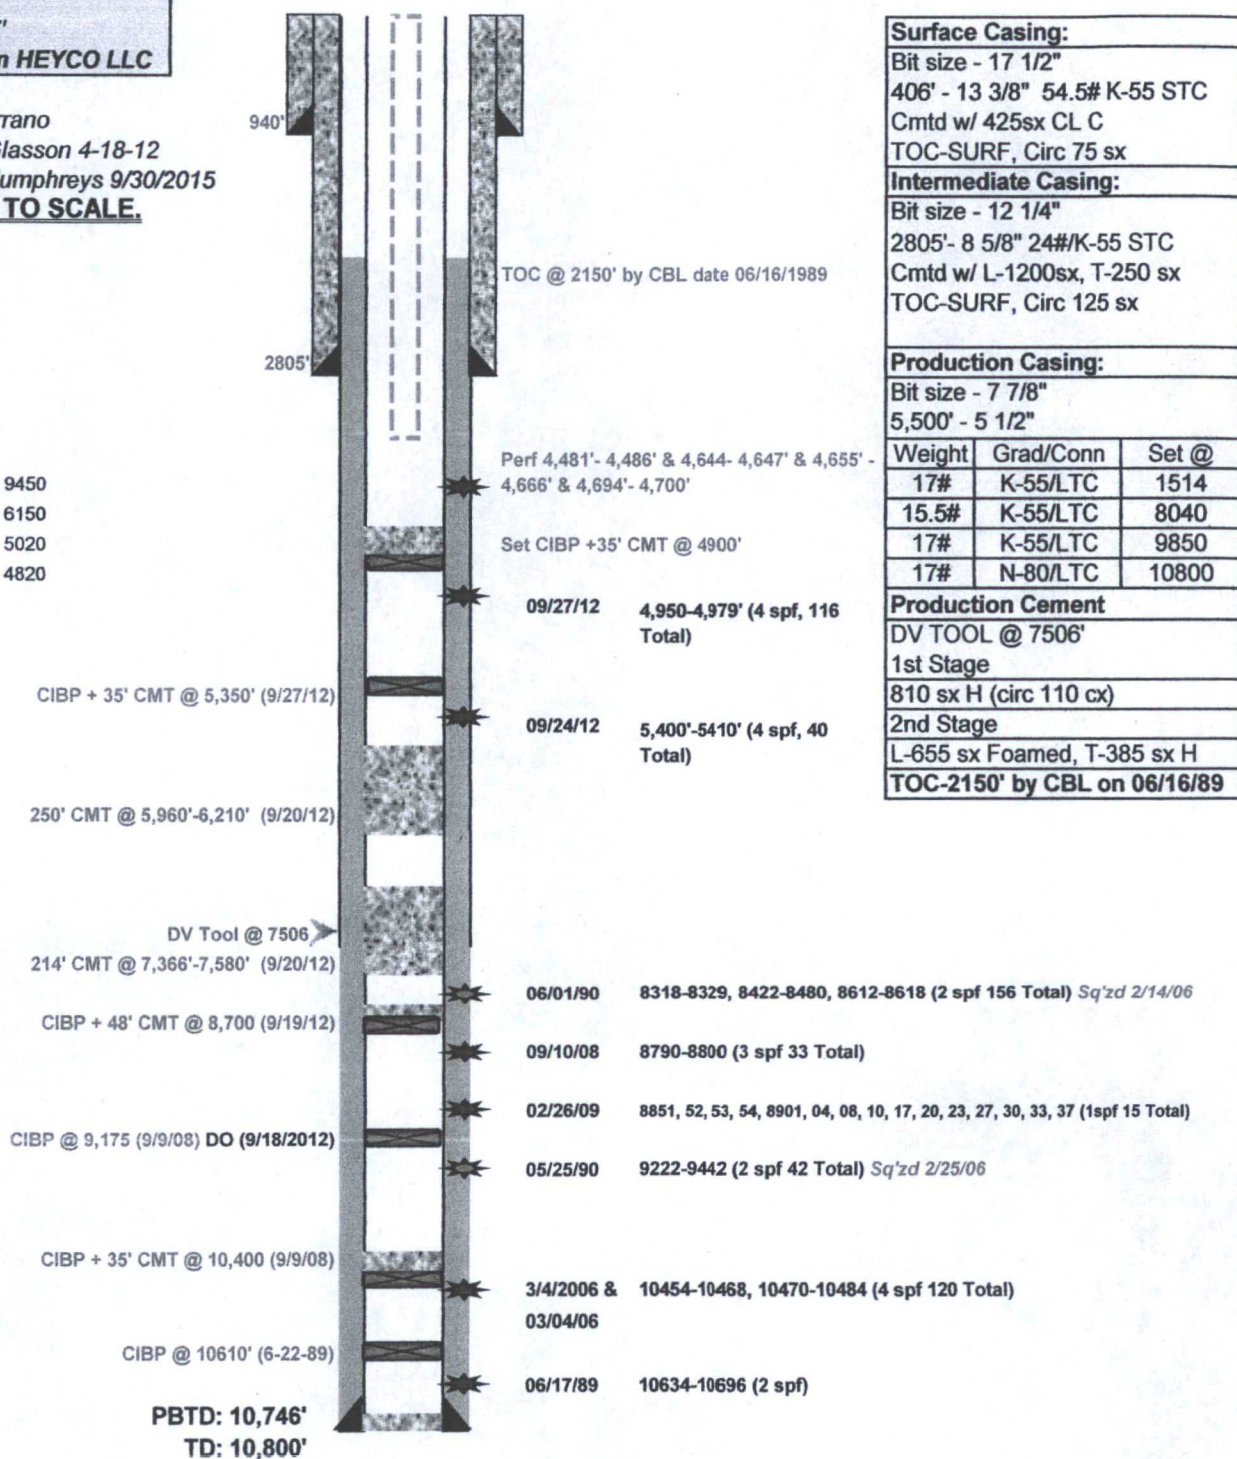 "
n HEYCO LLC
rrano
lasson 4-18-12
umphreys 9/30/2015
TO SCALE.
940'
TOC @ 2150' by CBL date 06/16/1989
2805'
9450
6150
5020
4820
Perf 4,481'- 4,486' & 4,644- 4,647' & 4,655' -
4,666' & 4,694'- 4,700'
Set CIBP +35' CMT @ 4900'
09/27/12 4,950-4,979' (4 spf, 116
Total)
CIBP + 35' CMT @ 5,350' (9/27/12)
09/24/12 5,400'-5410' (4 spf, 40
Total)
250' CMT @ 5,960'-6,210' (9/20/12)
DV Tool @ 7506
214' CMT @ 7,366'-7,580' (9/20/12)
06/01/90 8318-8329, 8422-8480, 8612-8618 (2 spf 156 Total) Sq'zd 2/14/06
CIBP + 48' CMT @ 8,700 (9/19/12)
09/10/08 8790-8800 (3 spf 33 Total)
02/26/09 8851, 52, 53, 54, 8901, 04, 08, 10, 17, 20, 23, 27, 30, 33, 37 (1spf 15 Total)
CIBP @ 9,175 (9/9/08) DO (9/18/2012)
05/25/90 9222-9442 (2 spf 42 Total) Sq'zd 2/25/06
CIBP + 35' CMT @ 10,400 (9/9/08)
3/4/2006 & 10454-10468, 10470-10484 (4 spf 120 Total)
03/04/06
CIBP @ 10610' (6-22-89)
06/17/89 10634-10696 (2 spf)
PBTD: 10,746'
TD: 10,800'
Surface Casing:
Bit size - 17 1/2"
406' - 13 3/8" 54.5# K-55 STC
Cmtd w/ 425sx CL C
TOC-SURF, Circ 75 sx
Intermediate Casing:
Bit size - 12 1/4"
2805'- 8 5/8" 24#/K-55 STC
Cmtd w/ L-1200sx, T-250 sx
TOC-SURF, Circ 125 sx
Production Casing:
Bit size - 7 7/8"
5,500' - 5 1/2"
Weight Grad/Conn Set @
17# K-55/LTC 1514
15.5# K-55/LTC 8040
17# K-55/LTC 9850
17# N-80/LTC 10800
Production Cement
DV TOOL @ 7506'
1st Stage
810 sx H (circ 110 cx)
2nd Stage
L-655 sx Foamed, T-385 sx H
TOC-2150' by CBL on 06/16/89